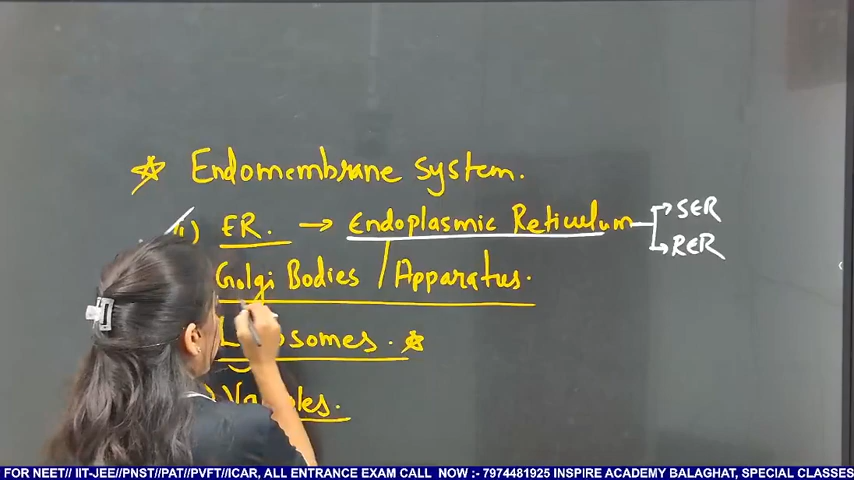 ☆ Endomembrane system.
i) ER. → Endoplasmic Reticulum
SER
RER
Golgi Bodies / Apparatus.
somes. ☆
FOR NEET// IIT-JEE//PNST//PAT//PVFT//ICAR, ALL ENTRANCE EXAM CALL NOW :- 7974481925 INSPIRE ACADEMY BALAGHAT, SPECIAL CLASSES